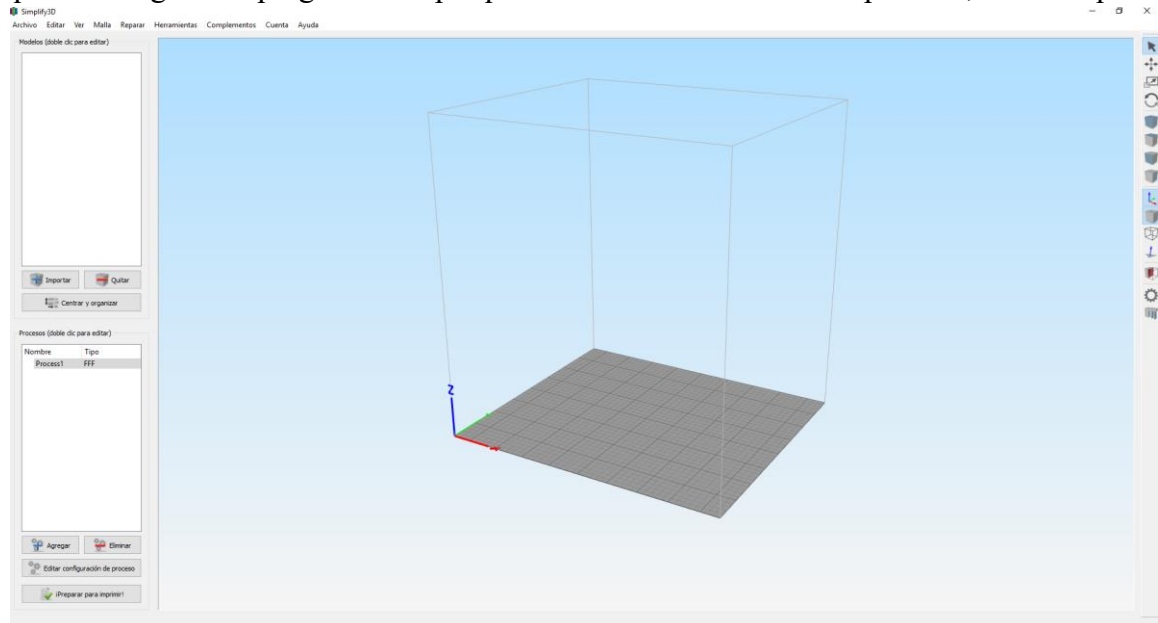 Simplify3D
Archivo Editar Ver Malla Reparar Herramientas Complementos Cuenta Ayuda
Modelos (doble clic para editar)
Importar Quitar
Centrar y organizar
Procesos (doble clic para editar)
Nombre Tipo
Process1 FFF
Agregar Eliminar
Editar configuración de proceso
¡Preparar para imprimir!
Z